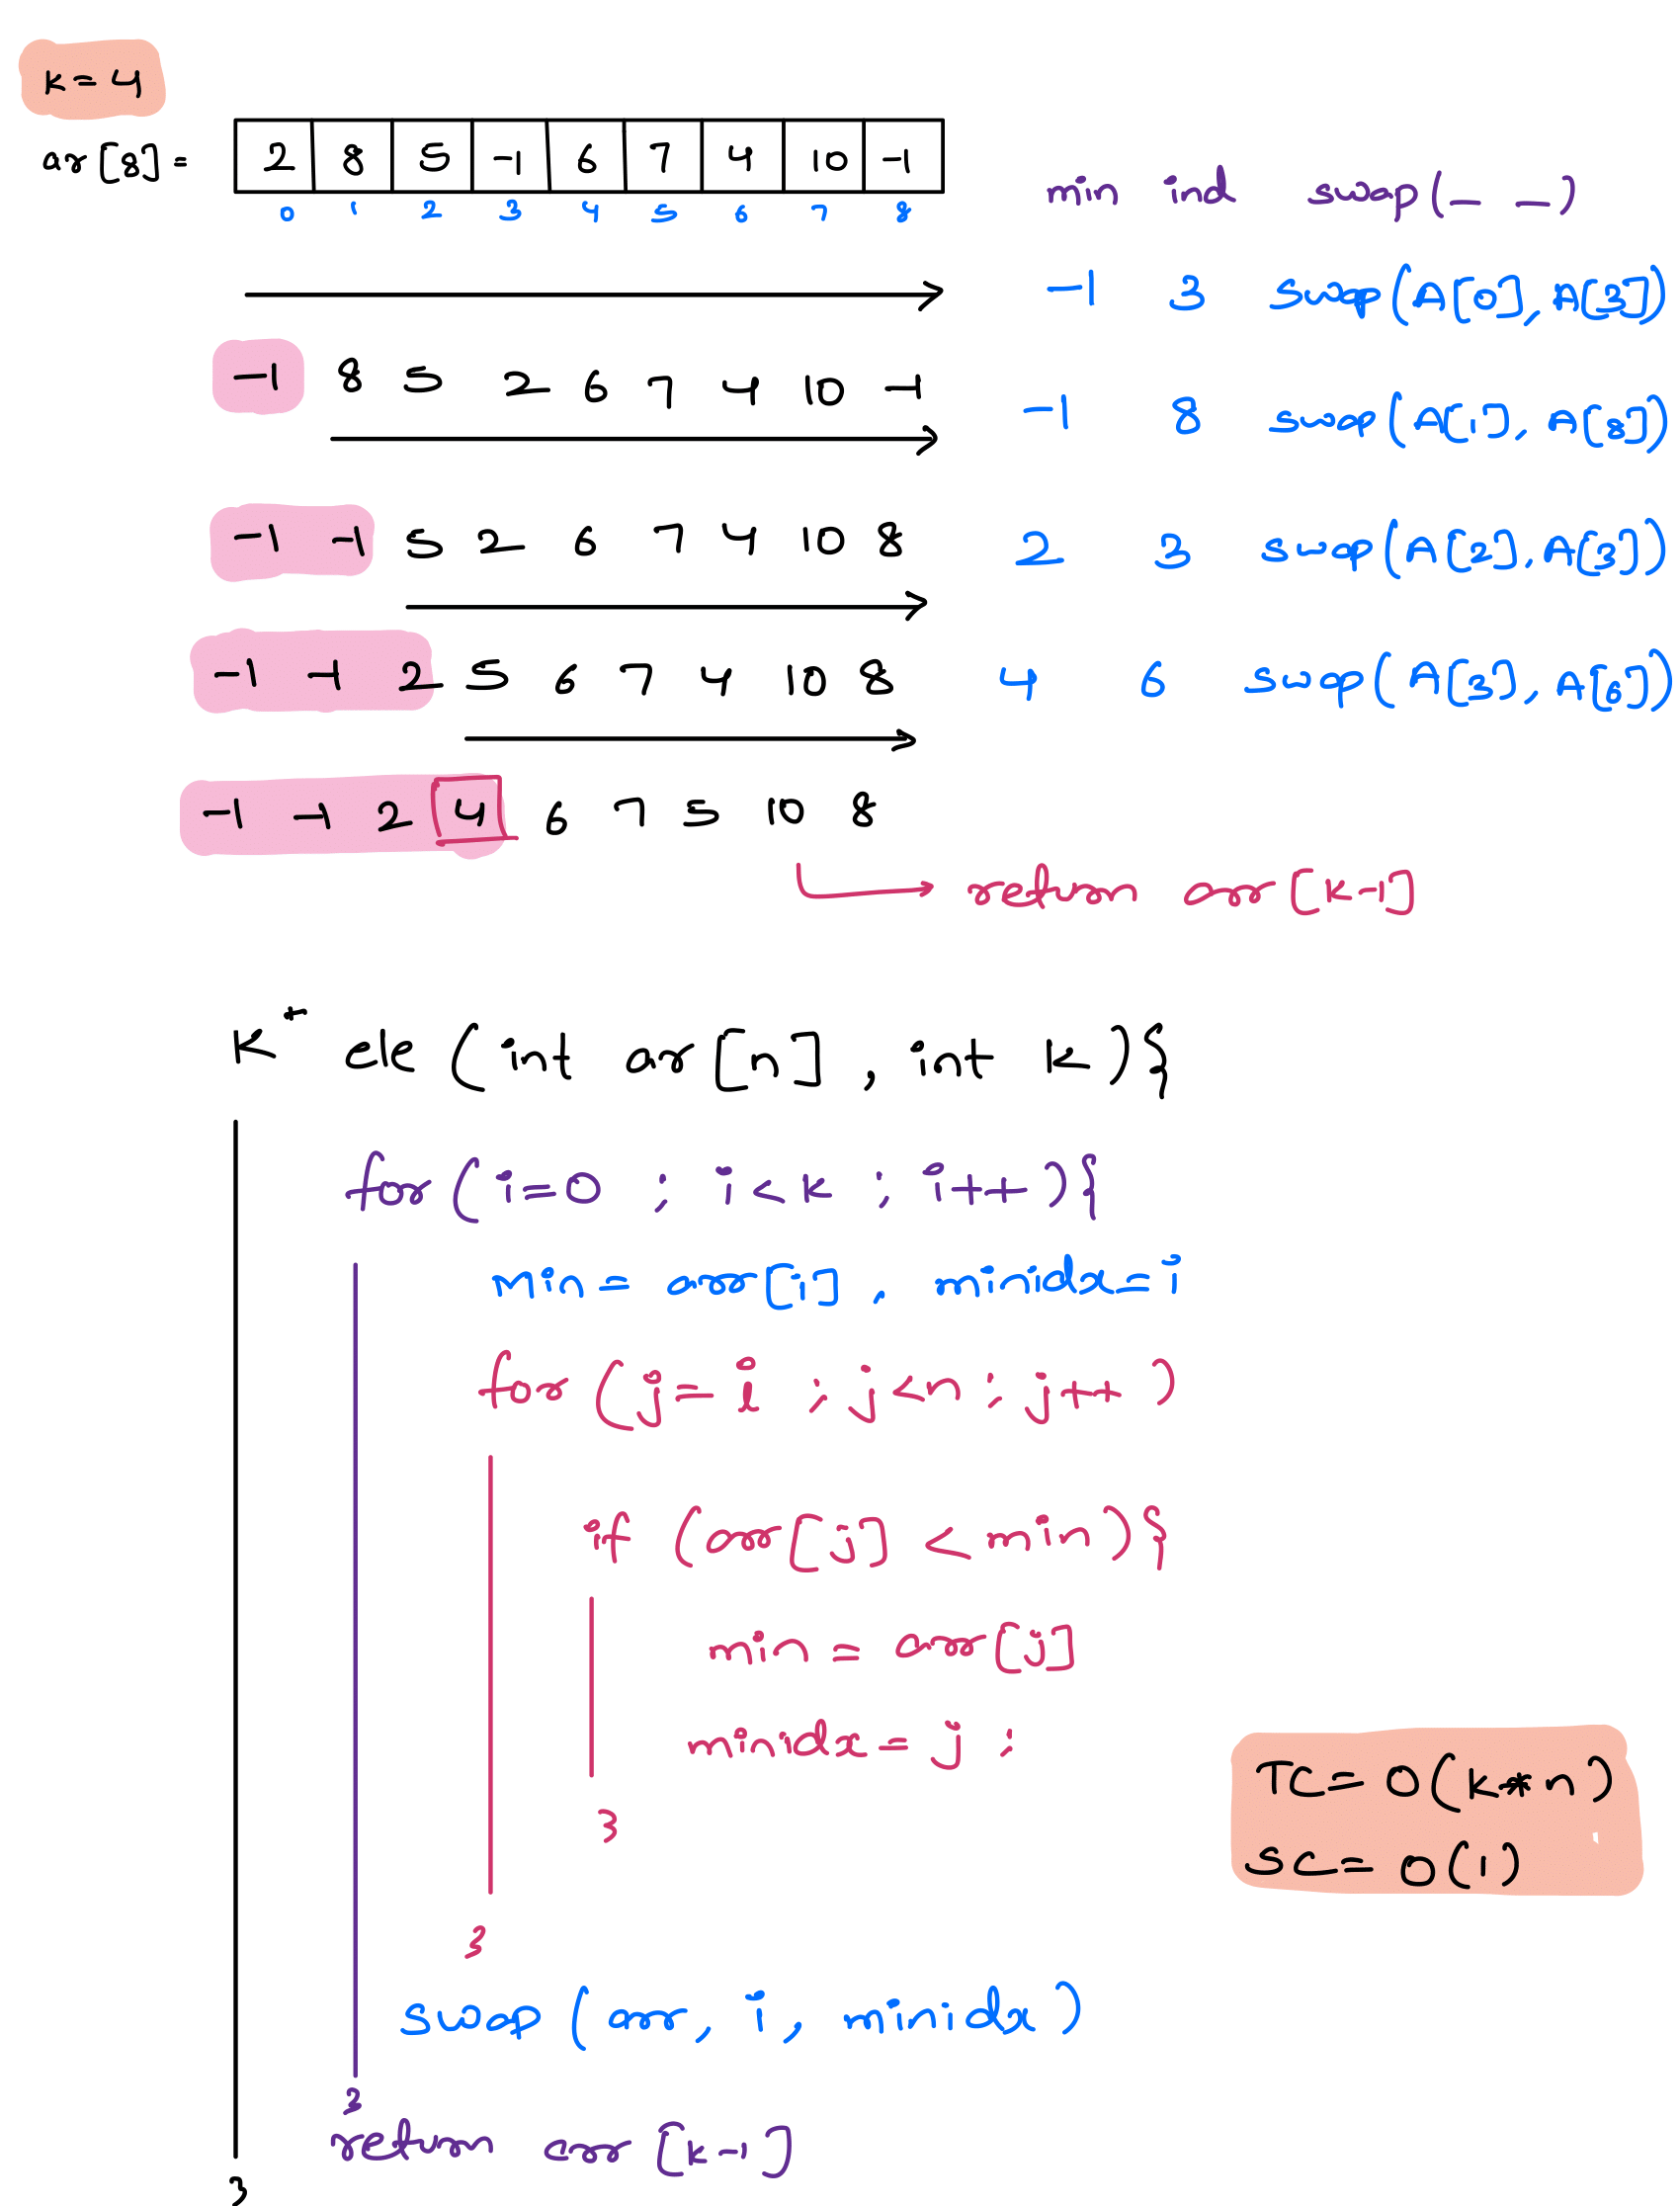 k = 4
ar[8] = 2 8 5 -1 6 7 4 10 -1
0 1 2 3 4 5 6 7 8
min ind swap(_ _)
-1 3 swap(A[0], A[3])
-1 8 5 2 6 7 4 10 -1
-1 8 swap(A[1], A[8])
-1 -1 5 2 6 7 4 10 8
2 3 swap(A[2], A[3])
-1 -1 2 5 6 7 4 10 8
4 6 swap(A[3], A[6])
-1 -1 2 4 6 7 5 10 8
return arr[k-1]
K+ ele (int ar[n], int k){
for(i=0 ; i<k ; i++){
min = arr[i], minidx=i
for (j=i ; j<n ; j++)
if (arr[j] < min){
min = arr[j]
minidx = j ;
}
}
swap (arr, i, minidx)
}
return arr[k-1]
}
TC = O(k*n)
SC = O(1)